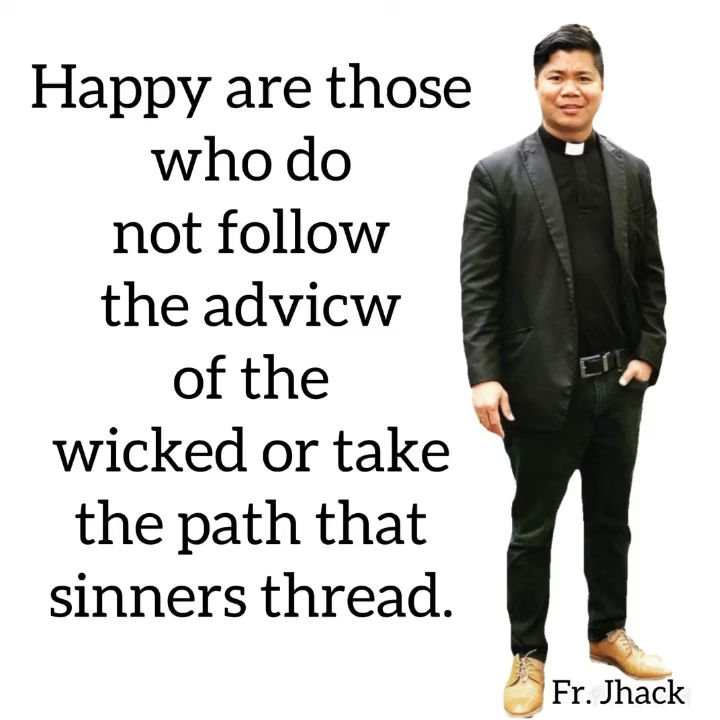 Happy are those
who do
not follow
the advicw
of the
wicked or take
the path that
sinners thread.
Fr. Jhack